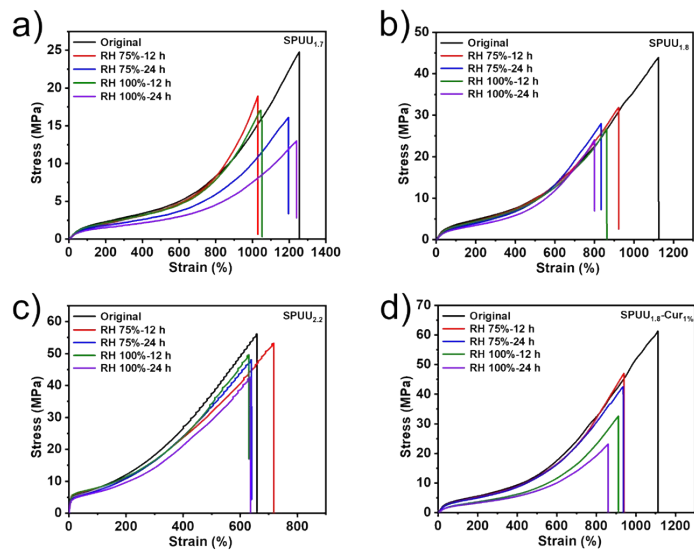 a)
SPUU1.7
Original
RH 75%-12 h
RH 75%-24 h
RH 100%-12 h
RH 100%-24 h
25
20
15
10
5
0
Stress (MPa)
0 200 400 600 800 1000 1200 1400
Strain (%)
b)
SPUU1.8
Original
RH 75%-12 h
RH 75%-24 h
RH 100%-12 h
RH 100%-24 h
50
40
30
20
10
0
Stress (MPa)
0 200 400 600 800 1000 1200
Strain (%)
c)
SPUU2.2
Original
RH 75%-12 h
RH 75%-24 h
RH 100%-12 h
RH 100%-24 h
60
50
40
30
20
10
0
Stress (MPa)
0 200 400 600 800
Strain (%)
d)
SPUU1.8-Cur1%
Original
RH 75%-12 h
RH 75%-24 h
RH 100%-12 h
RH 100%-24 h
70
60
50
40
30
20
10
0
Stress (MPa)
0 200 400 600 800 1000 1200
Strain (%)